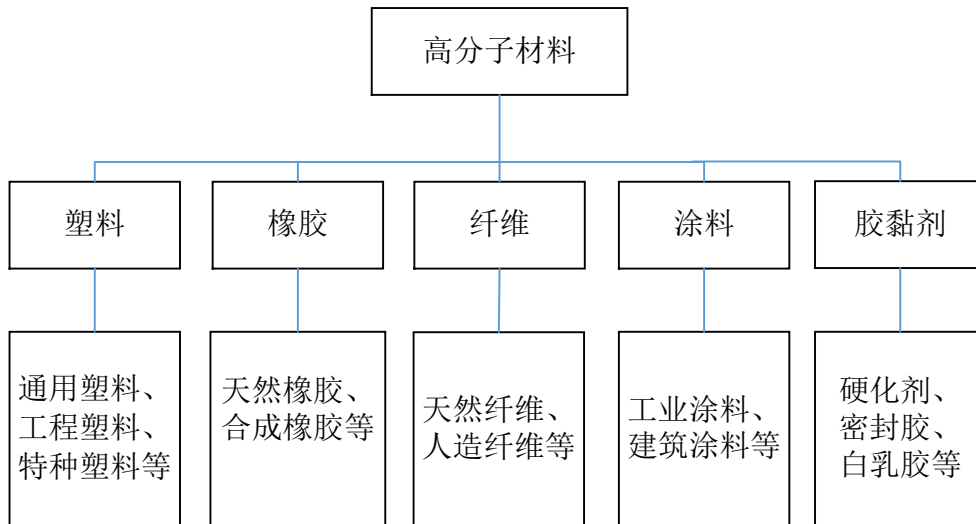 高分子材料
塑料
橡胶
纤维
涂料
胶黏剂
通用塑料、
工程塑料、
特种塑料等
天然橡胶、
合成橡胶等
天然纤维、
人造纤维等
工业涂料、
建筑涂料等
硬化剂、
密封胶、
白乳胶等